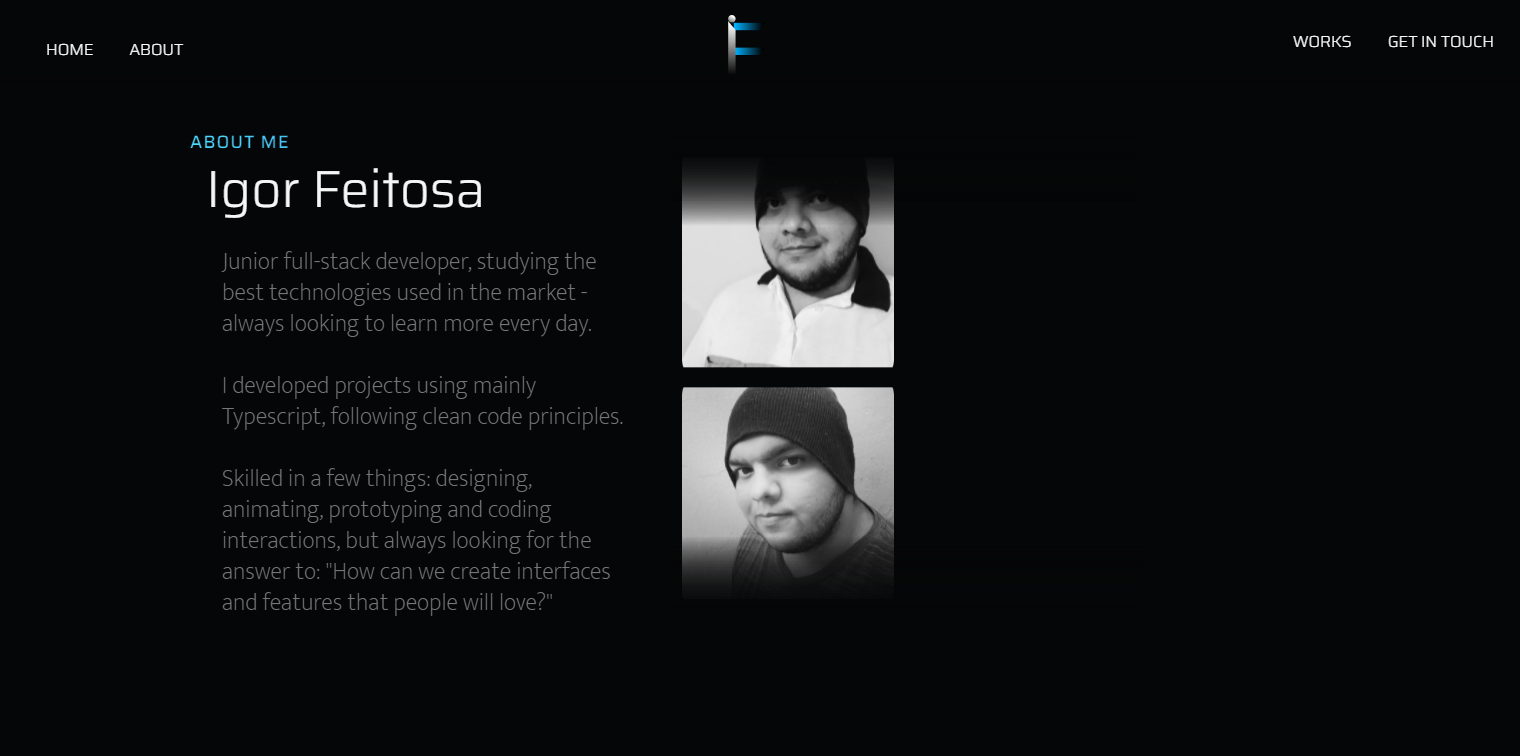 HOME
ABOUT
WORKS
GET IN TOUCH
ABOUT ME
Igor Feitosa
Junior full-stack developer, studying the
best technologies used in the market -
always looking to learn more every day.
I developed projects using mainly
Typescript, following clean code principles.
Skilled in a few things: designing,
animating, prototyping and coding
interactions, but always looking for the
answer to: "How can we create interfaces
and features that people will love?"